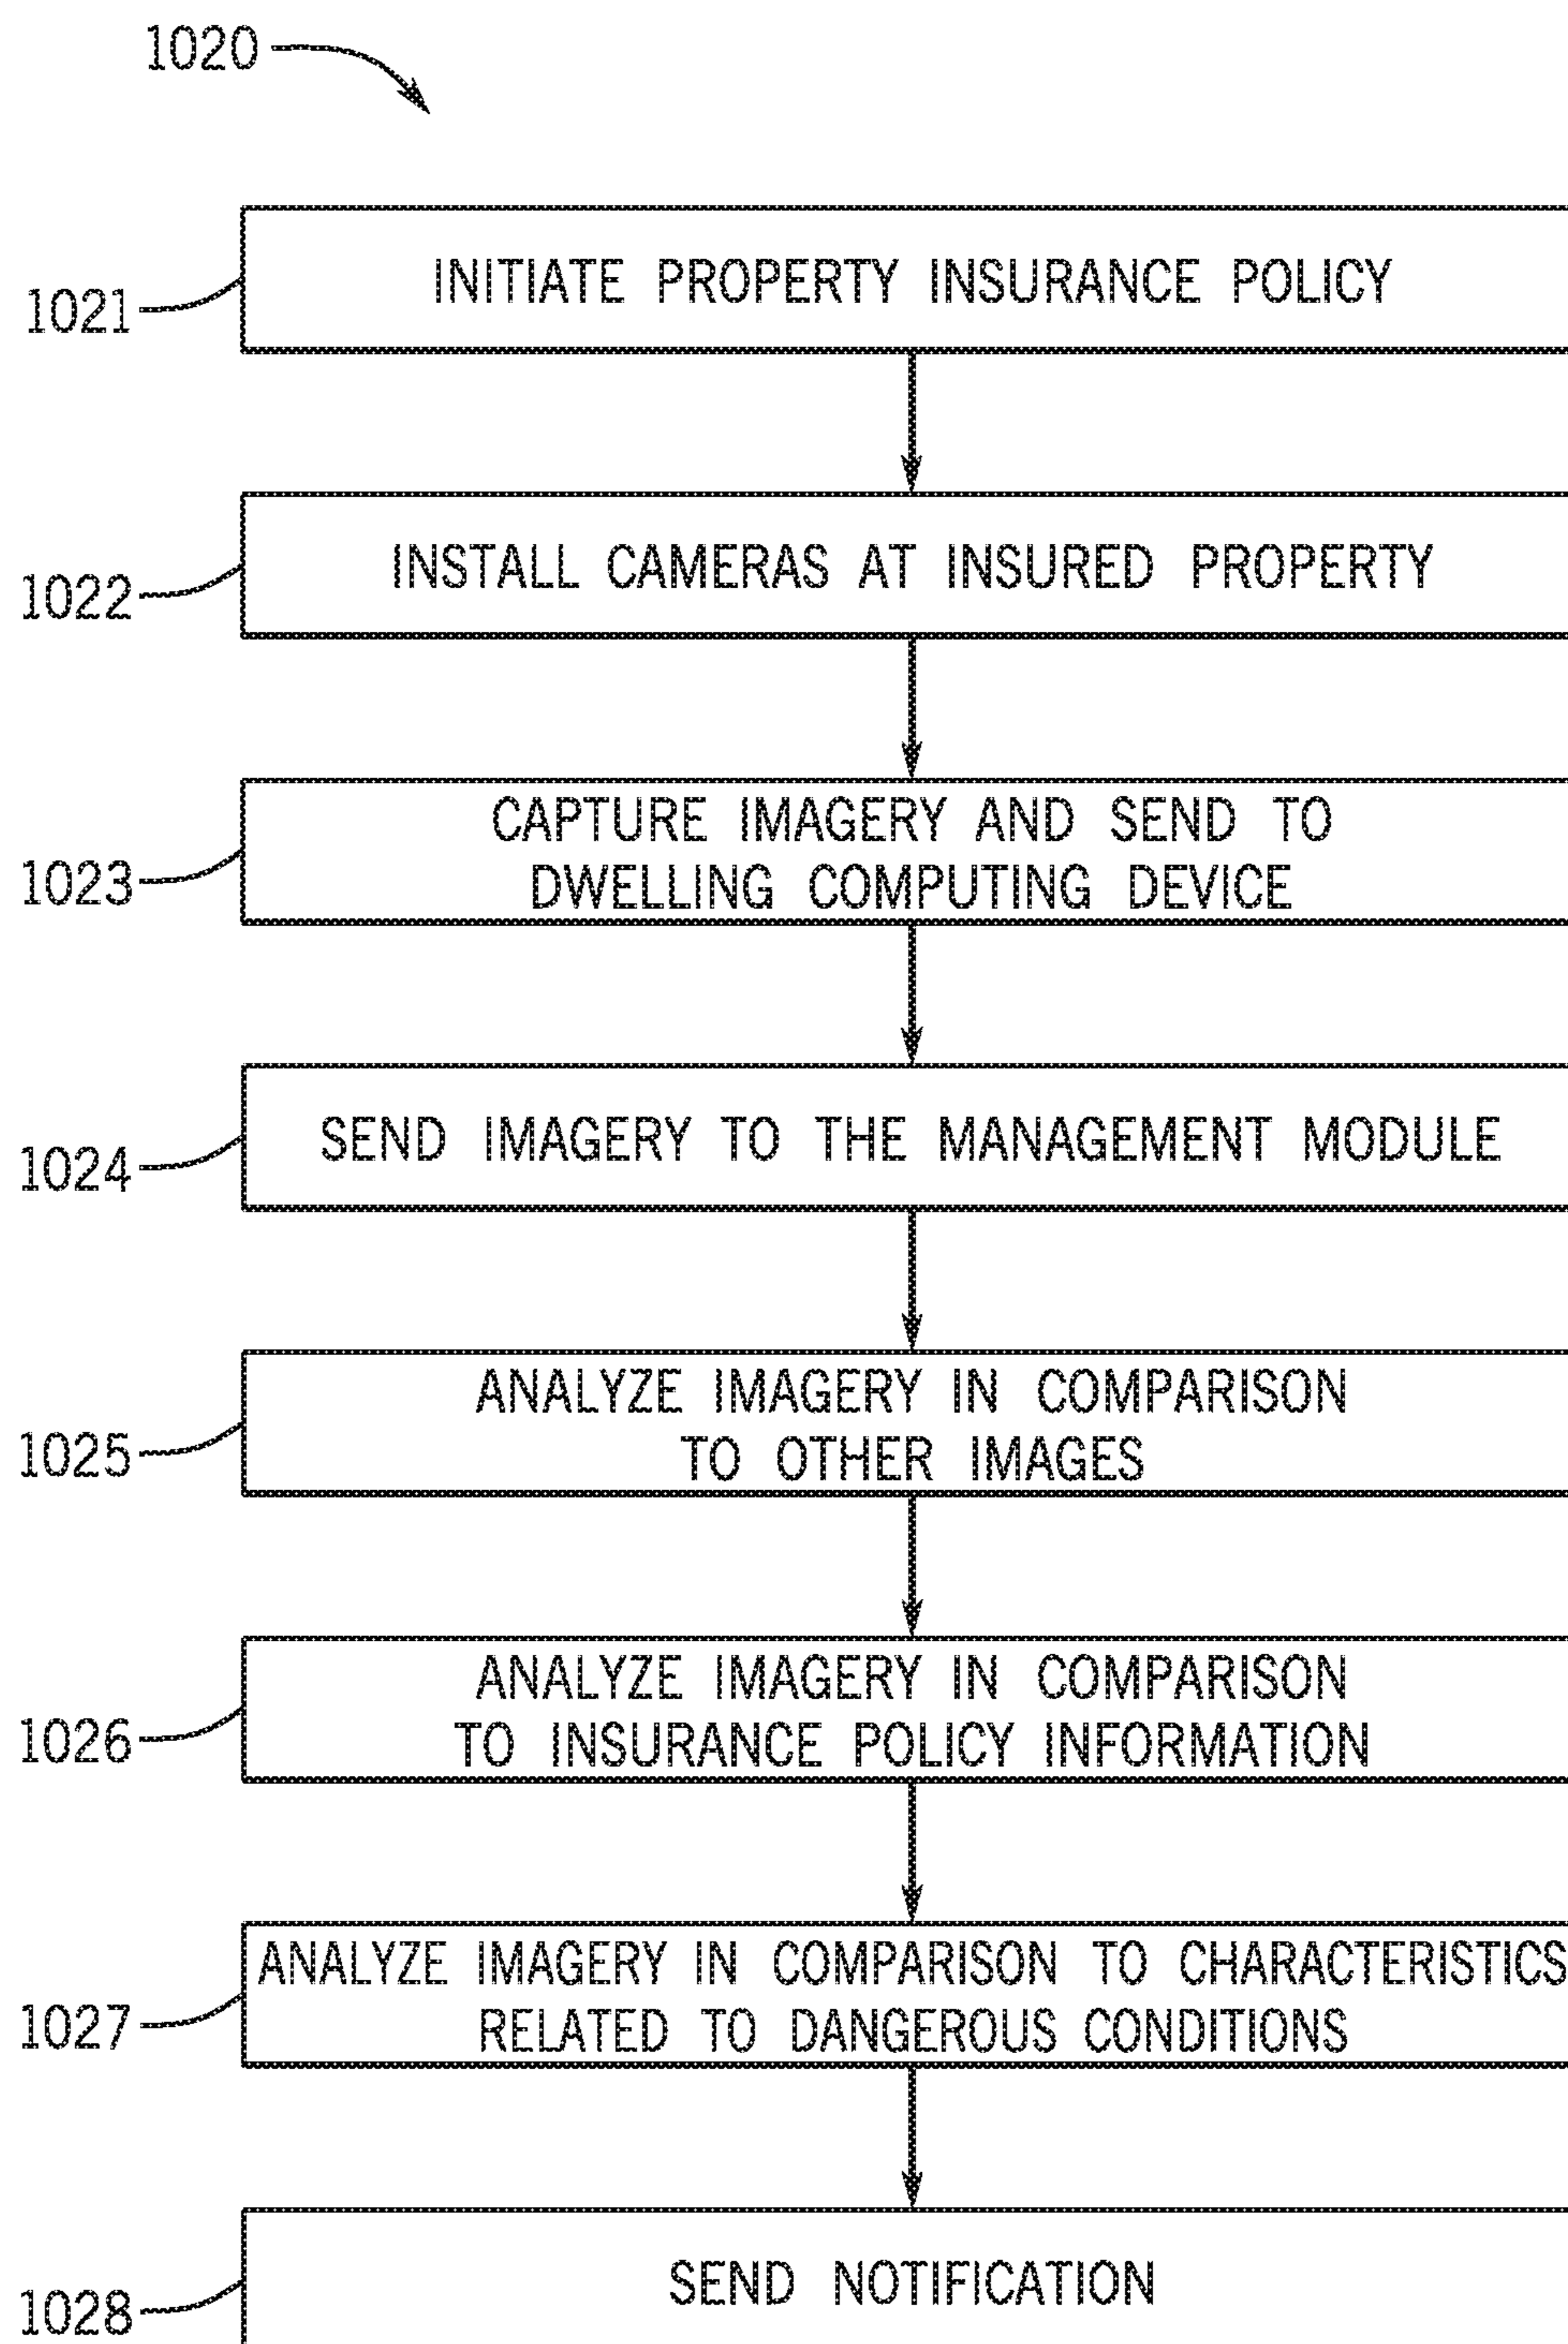 1020
1021
INITIATE PROPERTY INSURANCE POLICY
1022
INSTALL CAMERAS AT INSURED PROPERTY
1023
CAPTURE IMAGERY AND SEND TO
DWELLING COMPUTING DEVICE
1024
SEND IMAGERY TO THE MANAGEMENT MODULE
1025
ANALYZE IMAGERY IN COMPARISON
TO OTHER IMAGES
1026
ANALYZE IMAGERY IN COMPARISON
TO INSURANCE POLICY INFORMATION
1027
ANALYZE IMAGERY IN COMPARISON TO CHARACTERISTICS
RELATED TO DANGEROUS CONDITIONS
1028
SEND NOTIFICATION